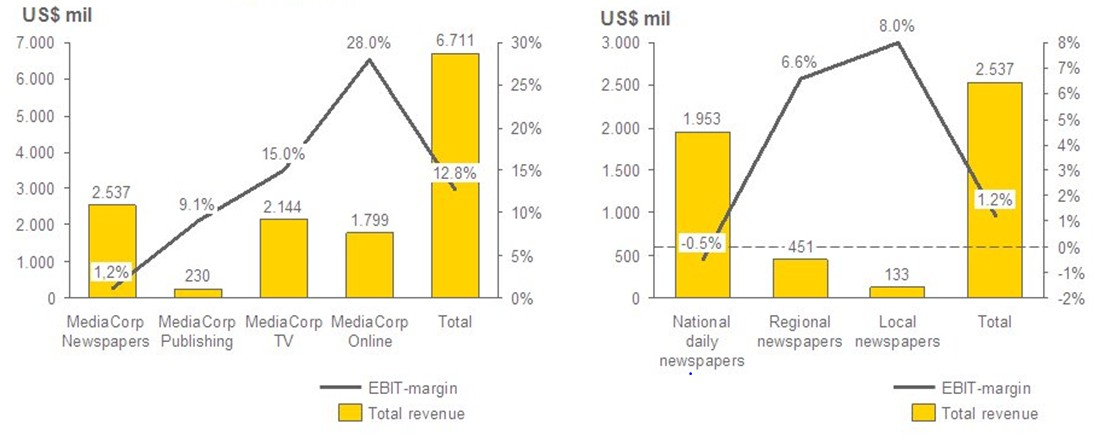 US$ mil
7.000
6.000
5.000
4.000
3.000
2.000
1.000
0
30%
25%
20%
15%
10%
5%
0%
2.537
230
2.144
1.799
6.711
1,2%
9.1%
15.0%
28.0%
12.8%
MediaCorp
Newspapers
MediaCorp
Publishing
MediaCorp
TV
MediaCorp
Online
Total
EBIT-margin
Total revenue
US$ mil
3.000
2.500
2.000
1.500
1.000
500
0
8%
7%
6%
5%
4%
3%
2%
1%
0%
-1%
-2%
1.953
451
133
2.537
-0.5%
6.6%
8.0%
1.2%
National
daily
newspapers
Regional
newspapers
Local
newspapers
Total
EBIT-margin
Total revenue